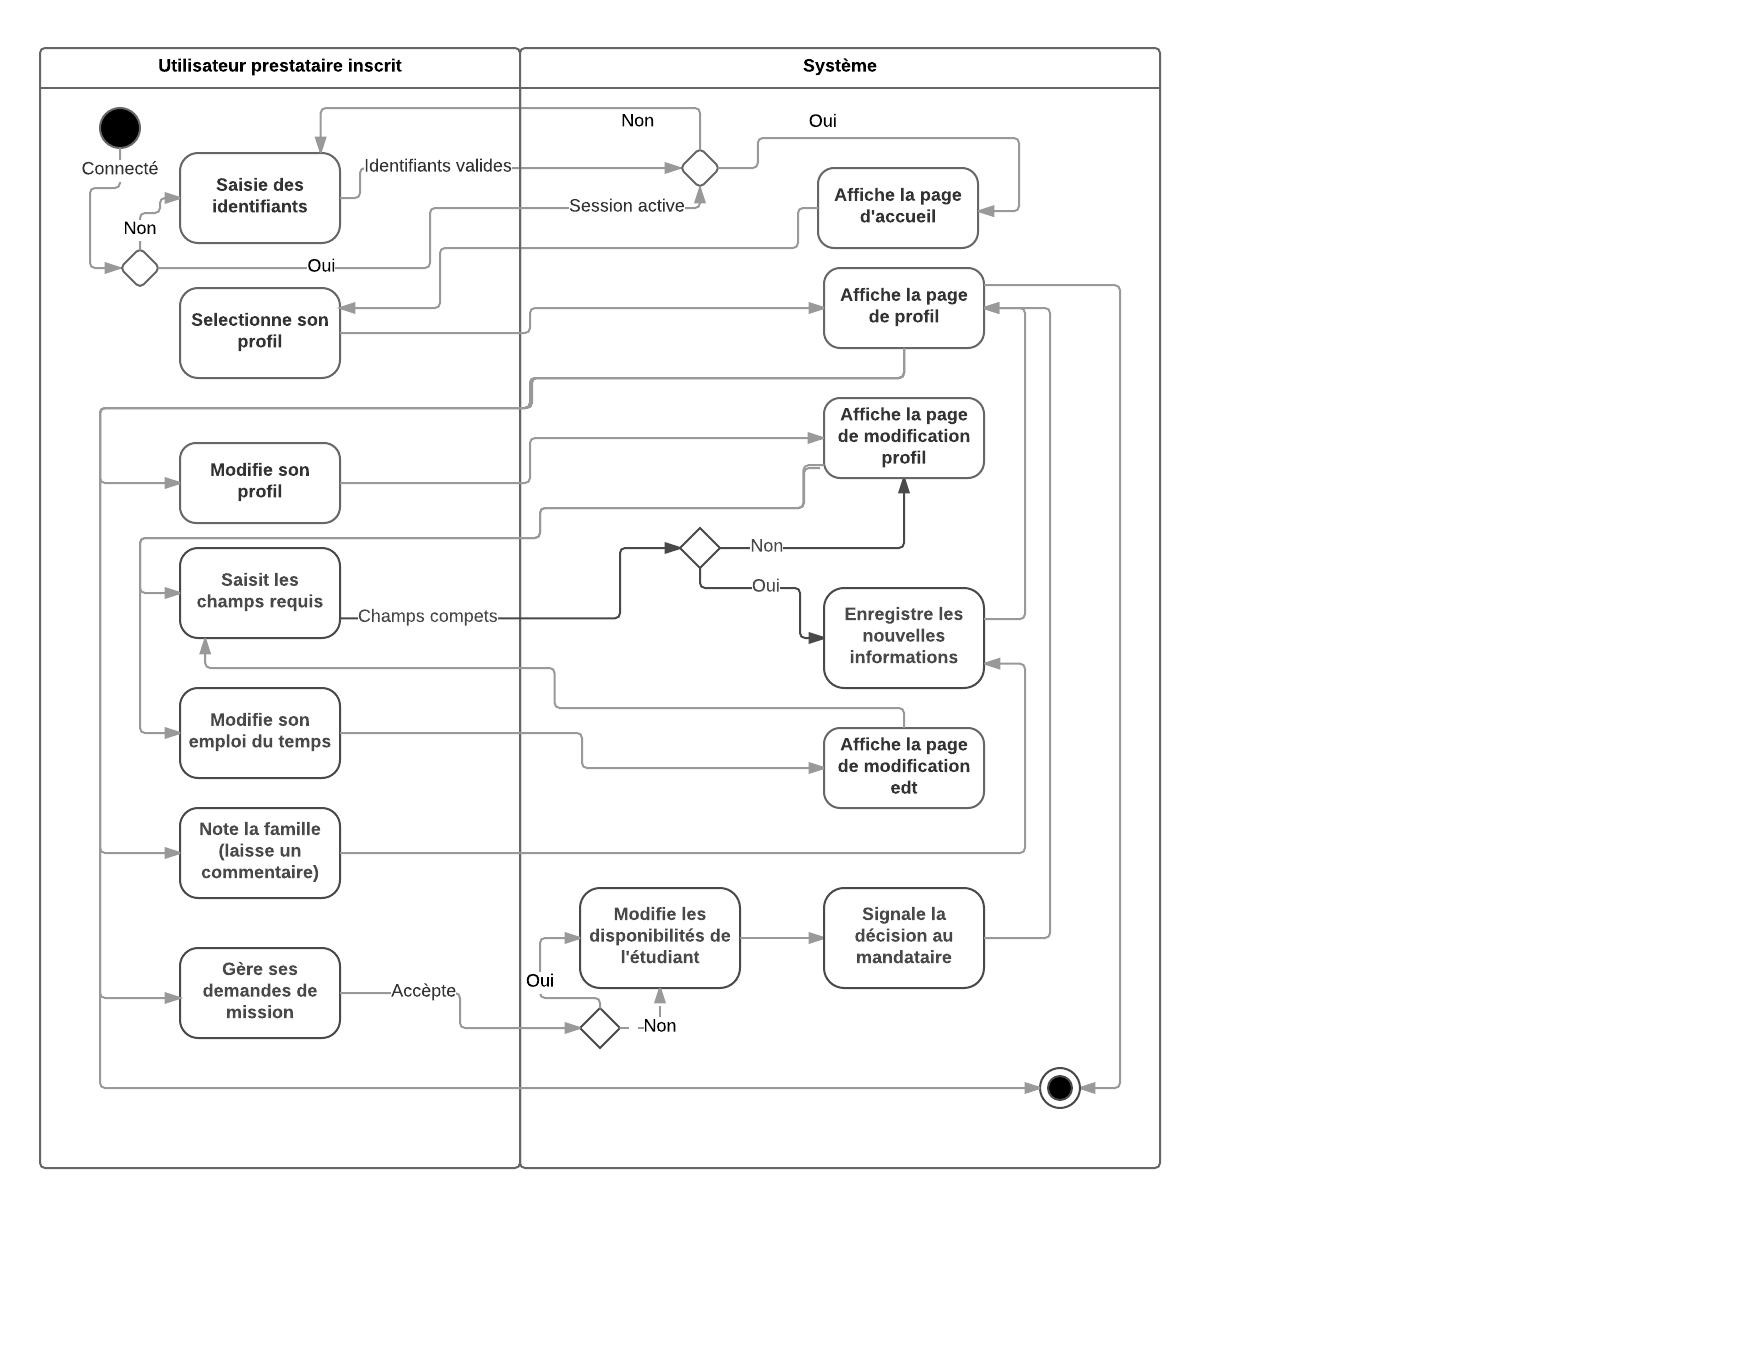 Utilisateur prestataire inscrit
Système
Non
Oui
Connecté
Identifiants valides
Saisie des
identifiants
Affiche la page
d'accueil
Session active
Non
Oui
Selectionne son
profil
Affiche la page
de profil
Affiche la page
de modification
profil
Modifie son
profil
Non
Saisit les
champs requis
Oui
Champs compets
Enregistre les
nouvelles
informations
Modifie son
emploi du temps
Affiche la page
de modification
edt
Note la famille
(laisse un
commentaire)
Modifie les
disponibilités de
l'étudiant
Signale la
décision au
mandataire
Gère ses
demandes de
mission
Accèpte
Oui
Non